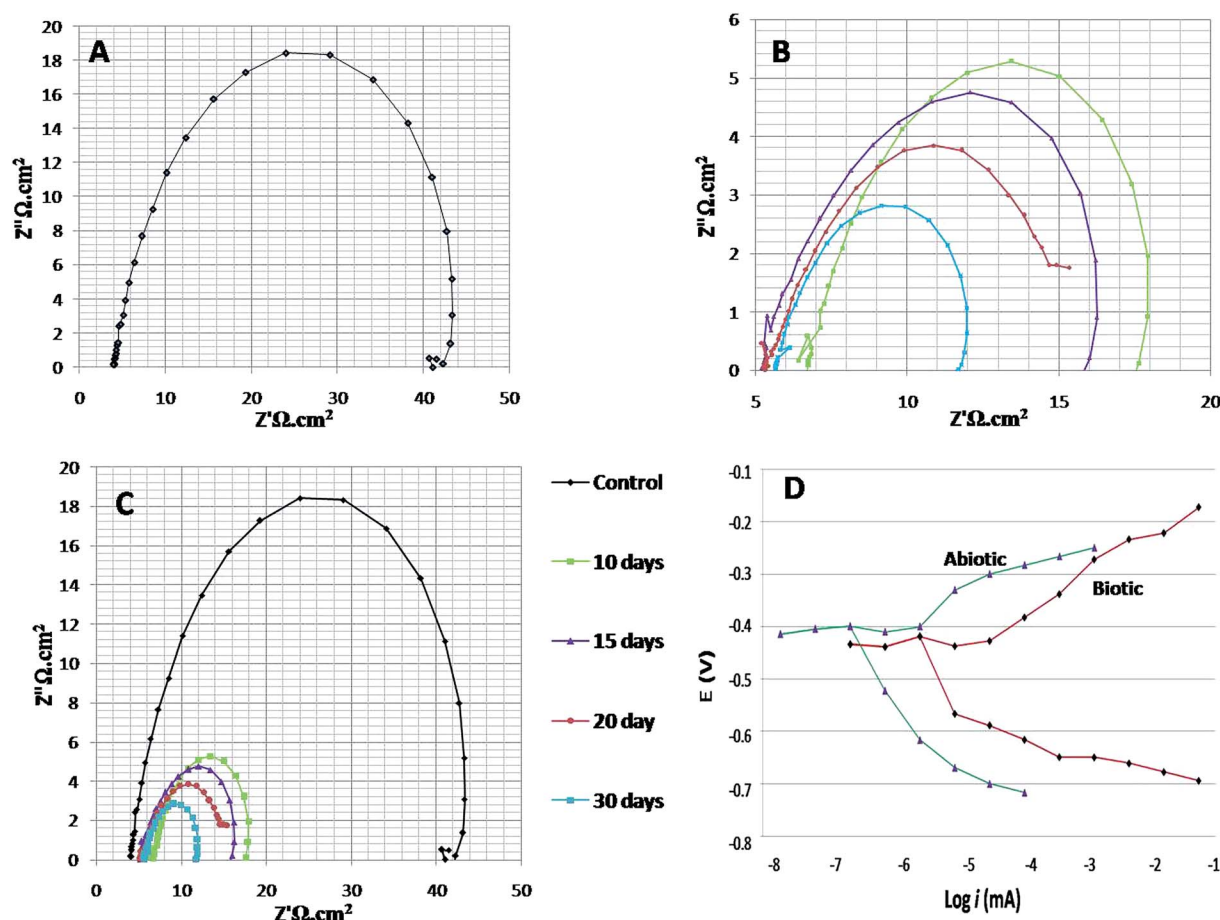 A
20
18
16
14
12
10
8
6
4
2
0
Z''Ω.cm²
0 10 20 30 40 50
Z'Ω.cm²
B
6
5
4
3
2
1
0
Z''Ω.cm²
5 10 15 20
Z'Ω.cm²
C
20
18
16
14
12
10
8
6
4
2
0
Z''Ω.cm²
0 10 20 30 40 50
Z'Ω.cm²
Control
10 days
15 days
20 day
30 days
D
-0.1
-0.2
-0.3
-0.4
-0.5
-0.6
-0.7
-0.8
E (V)
Abiotic
Biotic
-8 -7 -6 -5 -4 -3 -2 -1
Log i (mA)